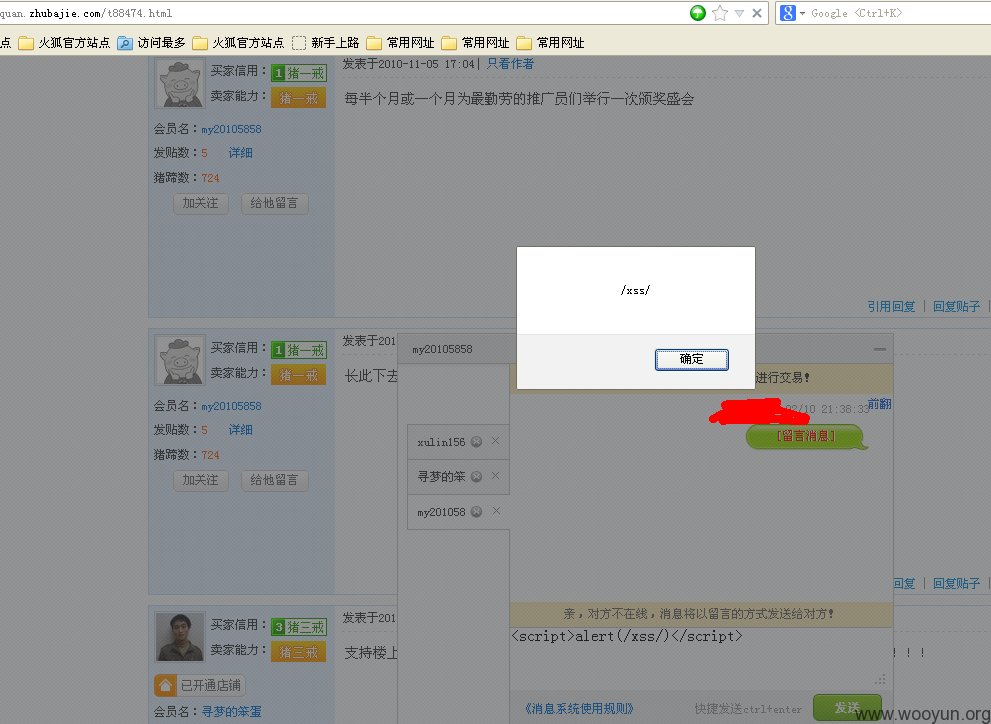 quan.zhubajie.com/t88474.html
Google <Ctrl+K>
点 火狐官方站点 访问最多 火狐官方站点 新手上路 常用网址 常用网址 常用网址
买家信用： 1 猪一戒
卖家能力： 猪一戒
会员名：my20105858
发贴数：5 详细
猪蹄数：724
加关注 给他留言
发表于2010-11-05 17:04| 只看作者
每半个月或一个月为最勤劳的推广员们举行一次颁奖盛会
引用回复 | 回复贴子 |
/xss/
确定
买家信用： 1 猪一戒
卖家能力： 猪一戒
会员名：my20105858
发贴数：5 详细
猪蹄数：724
加关注 给他留言
发表于201
长此下去
回复 | 回复贴子 |
my20105858
进行交易！
02/10 21:38:33 前翻
[留言消息]
xulin156
寻梦的笨
my201058
亲，对方不在线，消息将以留言的方式发送给对方！
<script>alert(/xss/)</script>
《消息系统使用规则》 快捷发送ctrl+enter 发送
买家信用： 3 猪三戒
卖家能力： 猪三戒
已开通店铺
会员名：寻梦的笨蛋
发表于201
支持楼上
！！！
www.wooyun.org